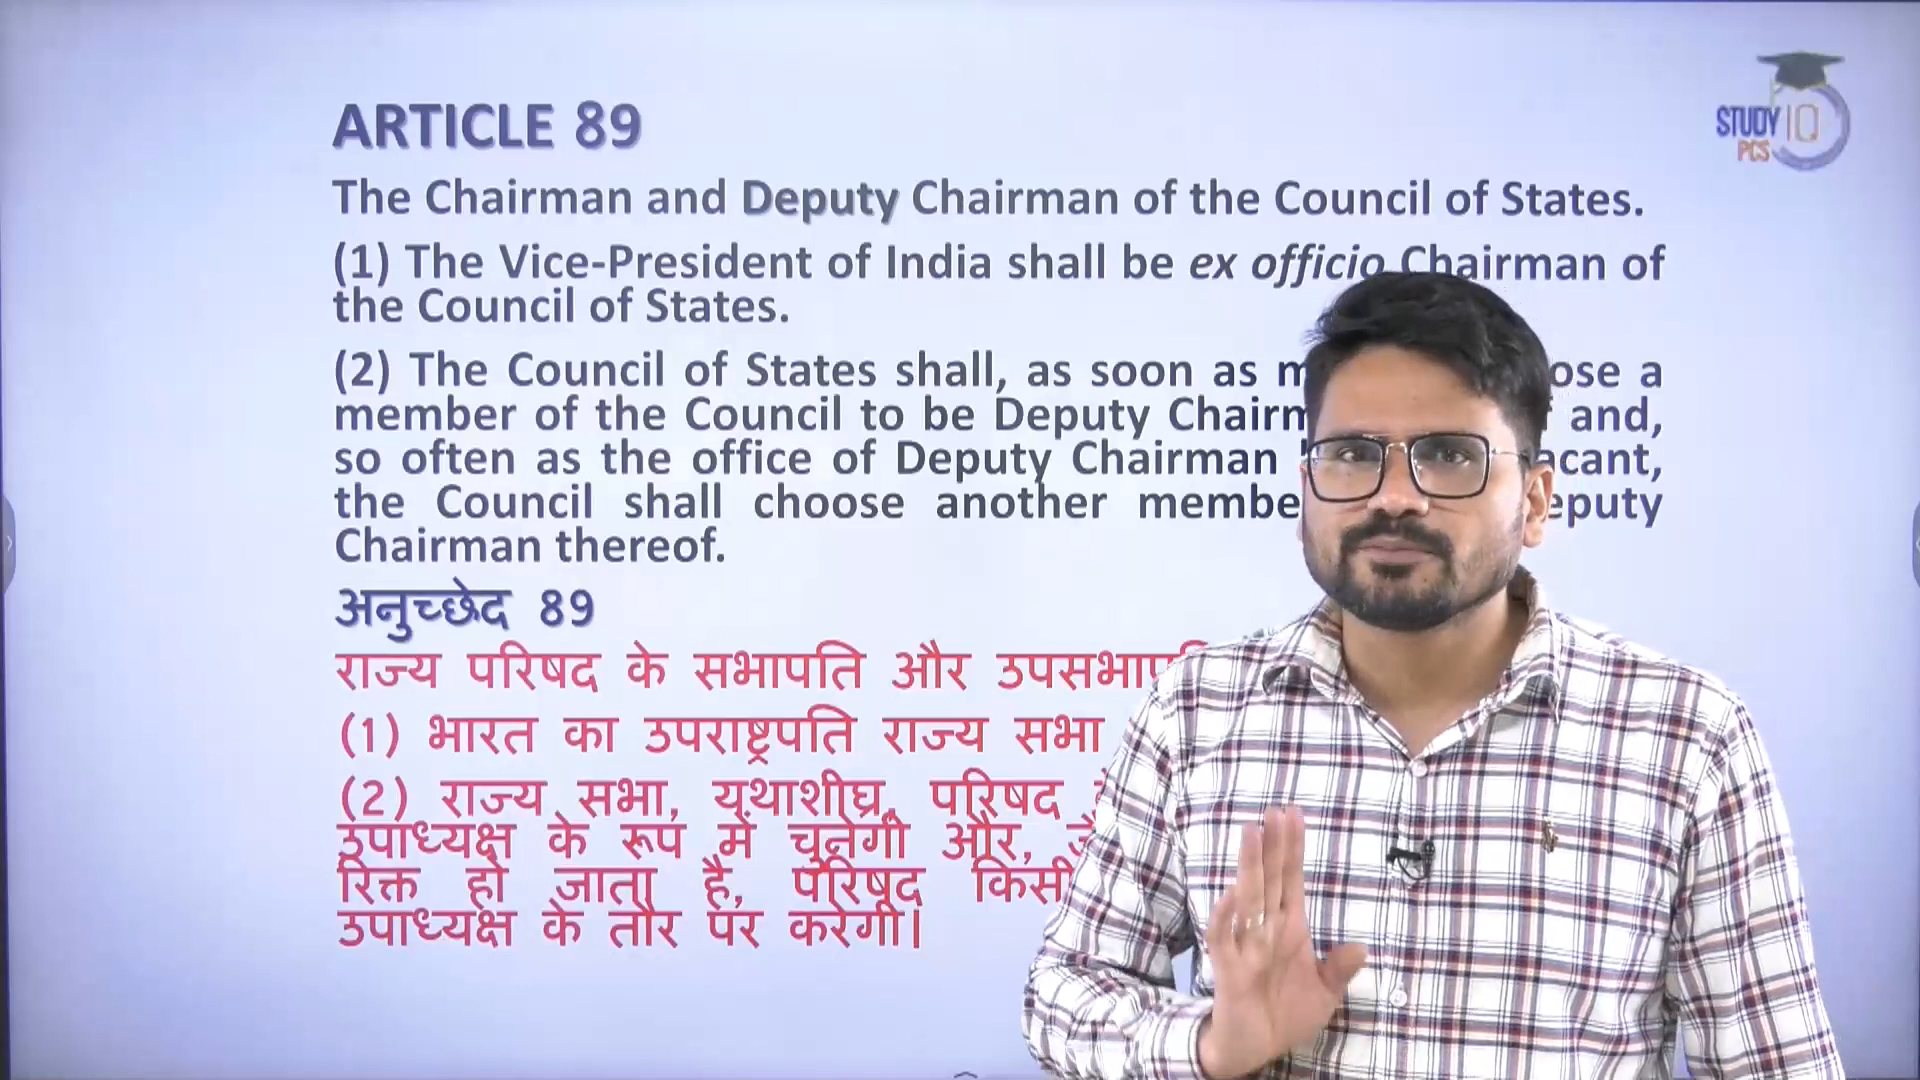 STUDY IQ
PCS
ARTICLE 89
The Chairman and Deputy Chairman of the Council of States.
(1) The Vice-President of India shall be ex officio Chairman of
the Council of States.
(2) The Council of States shall, as soon as a
member of the Council to be Deputy and,
so often as the office of Deputy Chairman
the Council shall choose another
Chairman thereof.
अनुच्छेद 89
राज्य परिषद के सभापति और
(1) भारत का उपराष्ट्रपति राज्य सभा
(2) राज्य सभा, यथाशीघ्र, परिषद
उपाध्यक्ष के रूप में चुनेगी और,
रिक्त हो जाता है, परिषद किसी
उपाध्यक्ष के तौर पर करेगी।